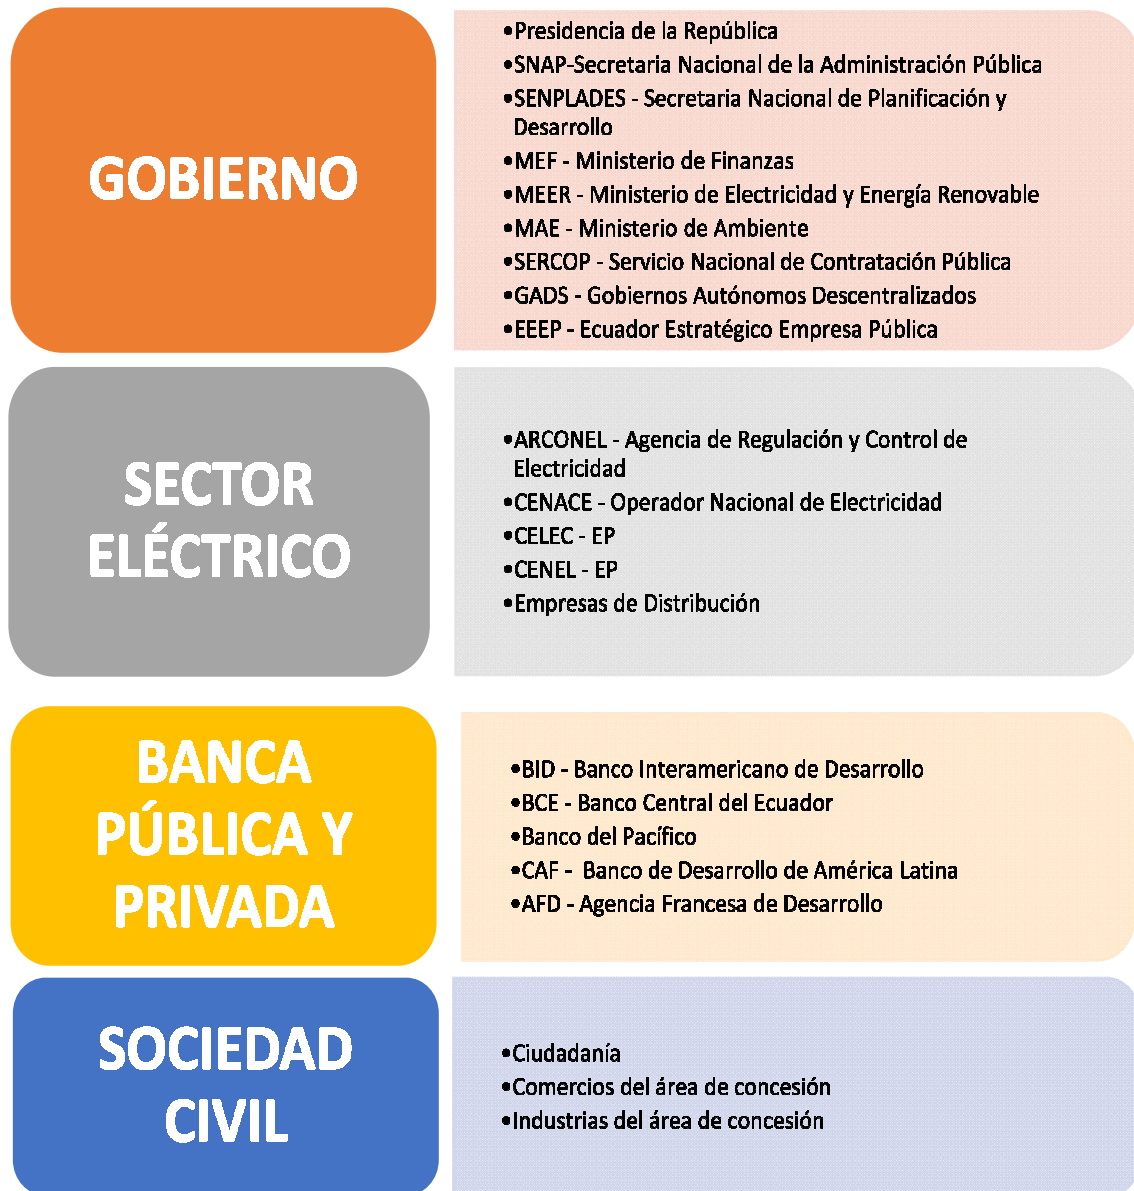 GOBIERNO
•Presidencia de la República
•SNAP-Secretaria Nacional de la Administración Pública
•SENPLADES - Secretaria Nacional de Planificación y
Desarrollo
•MEF - Ministerio de Finanzas
•MEER - Ministerio de Electricidad y Energía Renovable
•MAE - Ministerio de Ambiente
•SERCOP - Servicio Nacional de Contratación Pública
•GADS - Gobiernos Autónomos Descentralizados
•EEEP - Ecuador Estratégico Empresa Pública
SECTOR
ELÉCTRICO
•ARCONEL - Agencia de Regulación y Control de
Electricidad
•CENACE - Operador Nacional de Electricidad
•CELEC - EP
•CENEL - EP
•Empresas de Distribución
BANCA
PÚBLICA Y
PRIVADA
•BID - Banco Interamericano de Desarrollo
•BCE - Banco Central del Ecuador
•Banco del Pacífico
•CAF -  Banco de Desarrollo de América Latina
•AFD - Agencia Francesa de Desarrollo
SOCIEDAD
CIVIL
•Ciudadanía
•Comercios del área de concesión
•Industrias del área de concesión